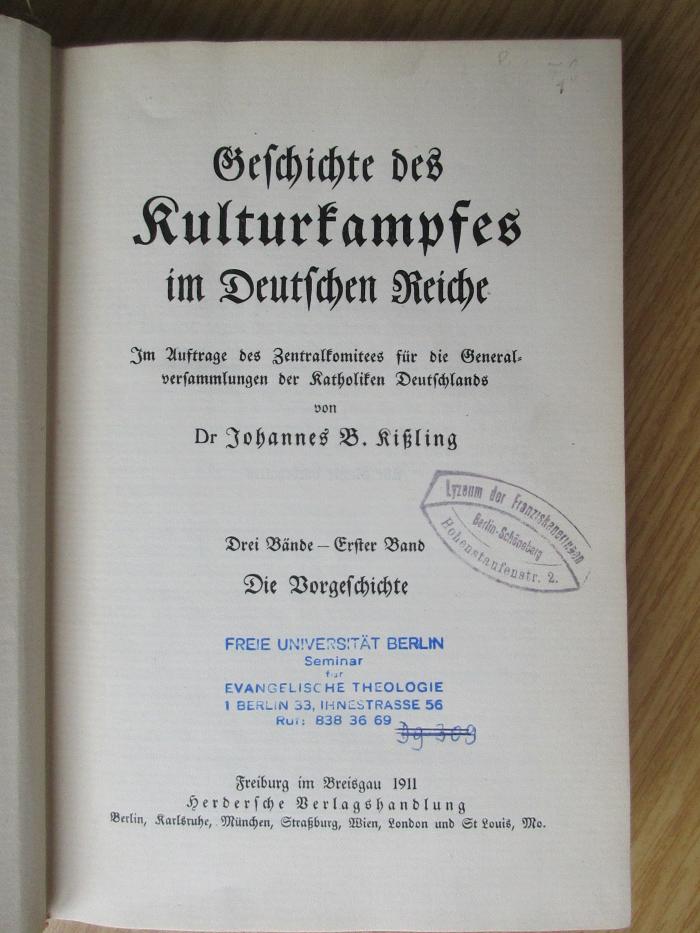 Geſchichte des
Kulturkampfes
im Deutſchen Reiche
Im Auftrage des Zentralkomitees für die General-
verſammlungen der Katholiken Deutſchlands
von
Dr Johannes B. Kißling
Lyzeum der Franziskanerinnen
Berlin-Schöneberg
Hohenstaufenstr. 2.
Drei Bände – Erſter Band
Die Vorgeſchichte
FREIE UNIVERSITÄT BERLIN
Seminar
für
EVANGELISCHE THEOLOGIE
1 BERLIN 33, IHNESTRASSE 56
Ruf: 838 36 69
Dg 309
Freiburg im Breisgau 1911
Herderſche Verlagshandlung
Berlin, Karlsruhe, München, Straßburg, Wien, London und St Louis, Mo.